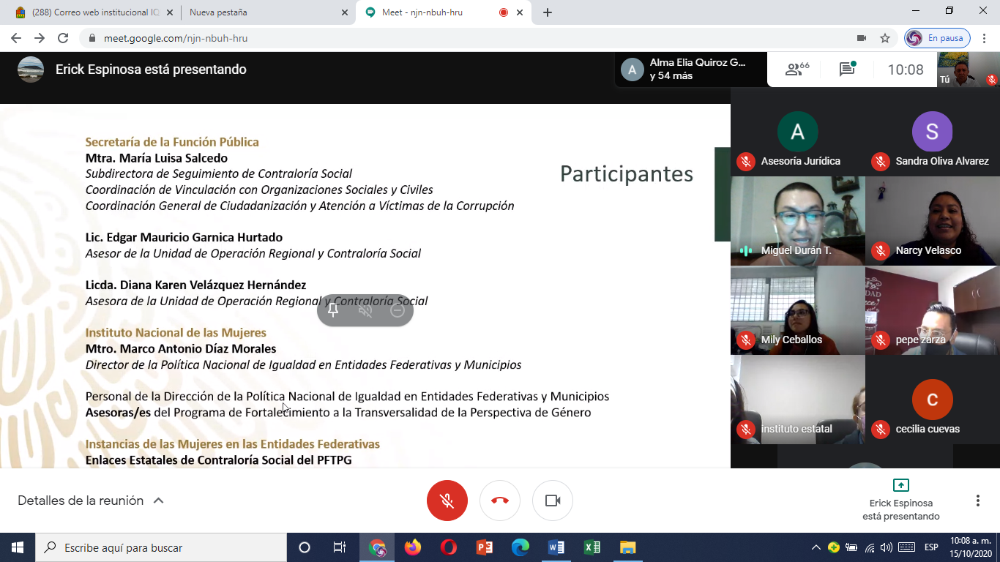 (288) Correo web institucional IQ
Nueva pestaña
Meet - njn-nbuh-hru
meet.google.com/njn-nbuh-hru
En pausa
Erick Espinosa está presentando
A
Alma Elia Quiroz G...
y 54 más
66
10:08
Tú
Secretaría de la Función Pública
Mtra. María Luisa Salcedo
Subdirectora de Seguimiento de Contraloría Social
Coordinación de Vinculación con Organizaciones Sociales y Civiles
Coordinación General de Ciudadanización y Atención a Víctimas de la Corrupción
Participantes
Lic. Edgar Mauricio Garnica Hurtado
Asesor de la Unidad de Operación Regional y Contraloría Social
Licda. Diana Karen Velázquez Hernández
Asesora de la Unidad de Operación Regional y Contraloría Social
Instituto Nacional de las Mujeres
Mtro. Marco Antonio Díaz Morales
Director de la Política Nacional de Igualdad en Entidades Federativas y Municipios
Personal de la Dirección de la Política Nacional de Igualdad en Entidades Federativas y Municipios
Asesoras/es del Programa de Fortalecimiento a la Transversalidad de la Perspectiva de Género
Instancias de las Mujeres en las Entidades Federativas
Enlaces Estatales de Contraloría Social del PFTPG
A
Asesoría Jurídica
S
Sandra Oliva Alvarez
Miguel Durán T.
Narcy Velasco
Mily Ceballos
pepe zarza
instituto estatal
c
cecilia cuevas
Detalles de la reunión
Erick Espinosa
está presentando
Escribe aquí para buscar
ESP
10:08 a. m.
15/10/2020